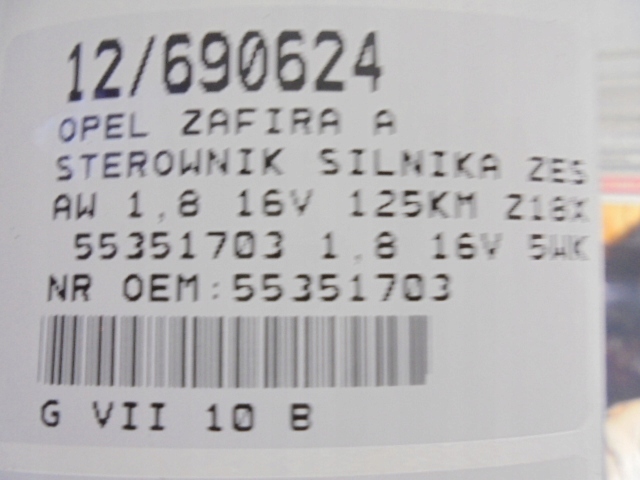 12/690624
OPEL ZAFIRA A
STEROWNIK SILNIKA ZES
AW 1,8 16V 125KM Z18X
55351703 1,8 16V 5WK
NR OEM:55351703
G VII 10 B